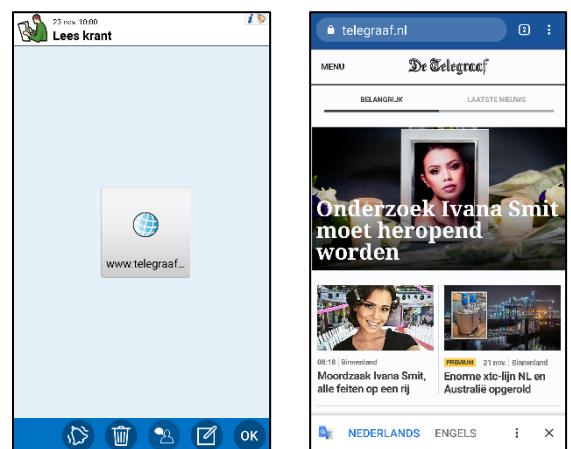 23 nov. 10:00
Lees krant
www.telegraaf...
OK
telegraaf.nl
2
MENU
De Telegraaf
BELANGRIJK
LAATSTE NIEUWS
Onderzoek Ivana Smit
moet heropend
worden
08:18 | Binnenland
Moordzaak Ivana Smit,
alle feiten op een rij
PREMIUM 21 nov. | Binnenland
Enorme xtc-lijn NL en
Australië opgerold
NEDERLANDS ENGELS